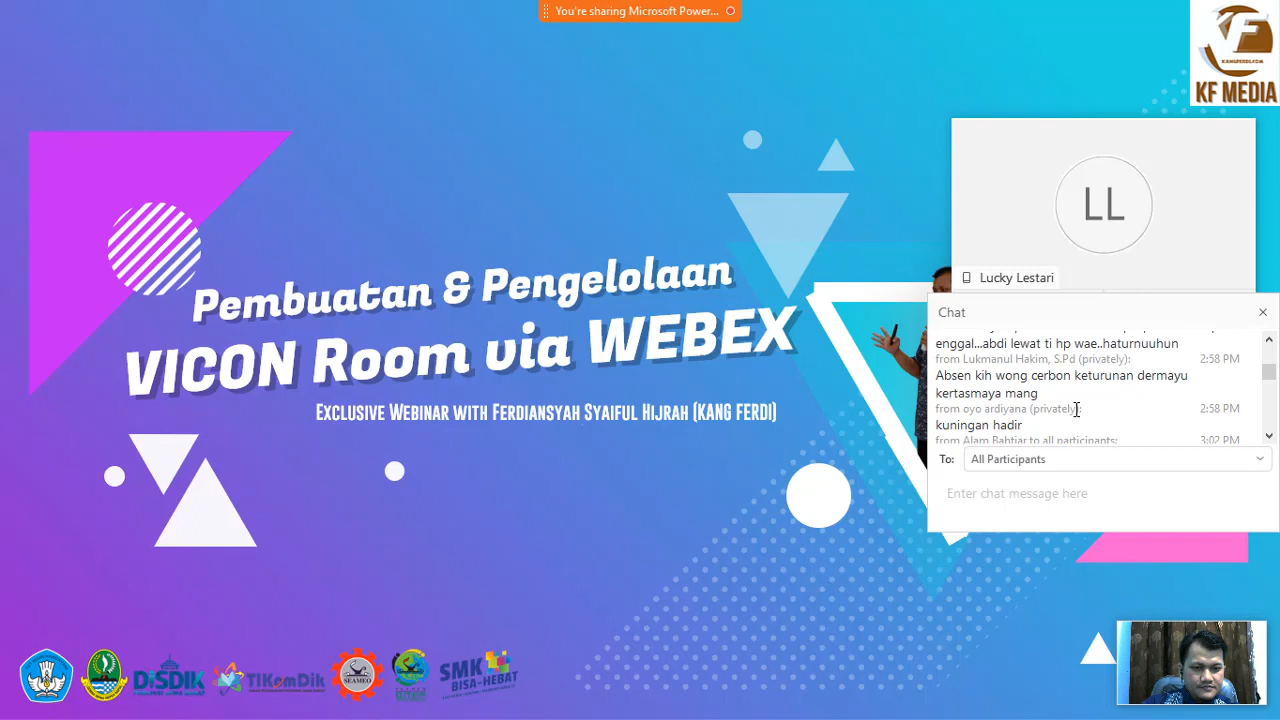 You're sharing Microsoft Power...
KANGFERDI.COM
KF MEDIA
LL
Lucky Lestari
Pembuatan & Pengelolaan
VICON Room via WEBEX
EXCLUSIVE WEBINAR WITH FERDIANSYAH SYAIFUL HIJRAH (KANG FERDI)
Chat
enggal...abdi lewat ti hp wae..haturnuuhun
from Lukmanul Hakim, S.Pd (privately): 2:58 PM
Absen kih wong cerbon keturunan dermayu
kertasmaya mang
from oyo ardiyana (privately): 2:58 PM
kuningan hadir
from Alam Bahtiar to all participants: 3:02 PM
To: All Participants
Enter chat message here
DISDIK
TIKomDik
SEAMEO
SMK
BISA-HEBAT